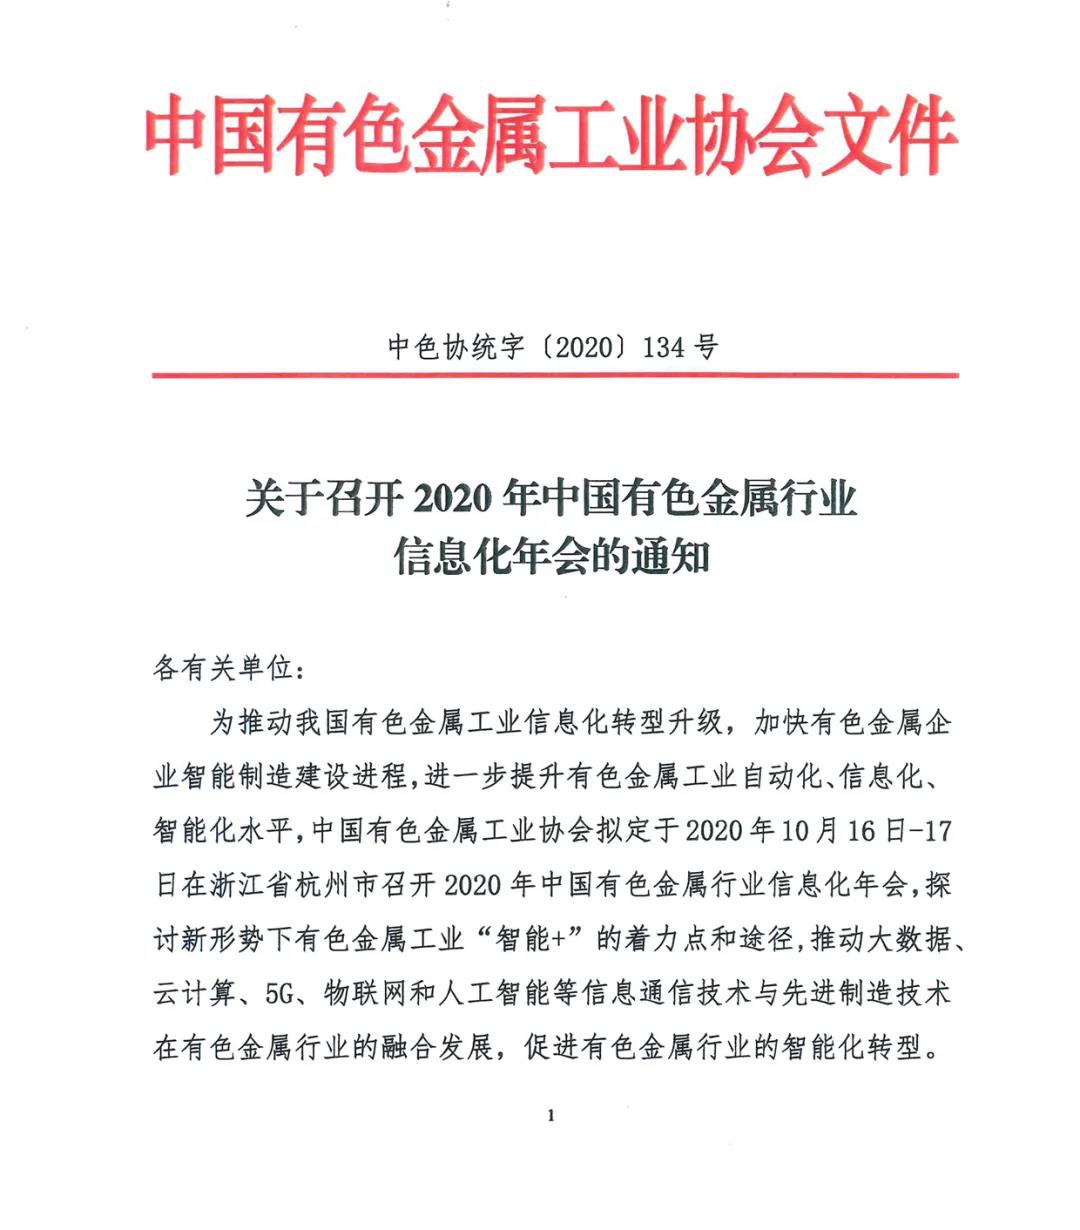 中国有色金属工业协会文件
中色协统字〔2020〕134 号
关于召开 2020 年中国有色金属行业
信息化年会的通知
各有关单位：
为推动我国有色金属工业信息化转型升级，加快有色金属企
业智能制造建设进程,进一步提升有色金属工业自动化、信息化、
智能化水平,中国有色金属工业协会拟定于 2020 年 10 月 16 日-17
日在浙江省杭州市召开 2020 年中国有色金属行业信息化年会,探
讨新形势下有色金属工业“智能+”的着力点和途径,推动大数据、
云计算、5G、物联网和人工智能等信息通信技术与先进制造技术
在有色金属行业的融合发展，促进有色金属行业的智能化转型。
1